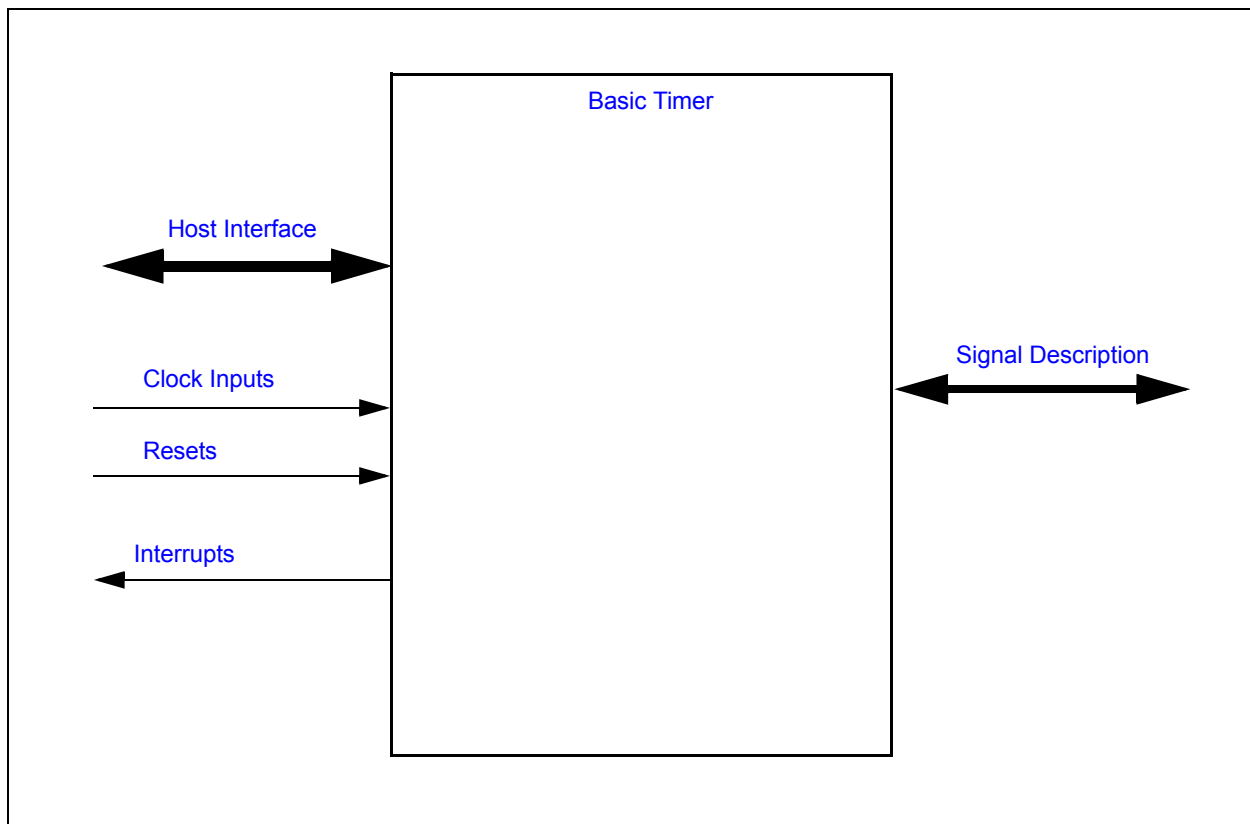 Basic Timer
Host Interface
Signal Description
Clock Inputs
Resets
Interrupts